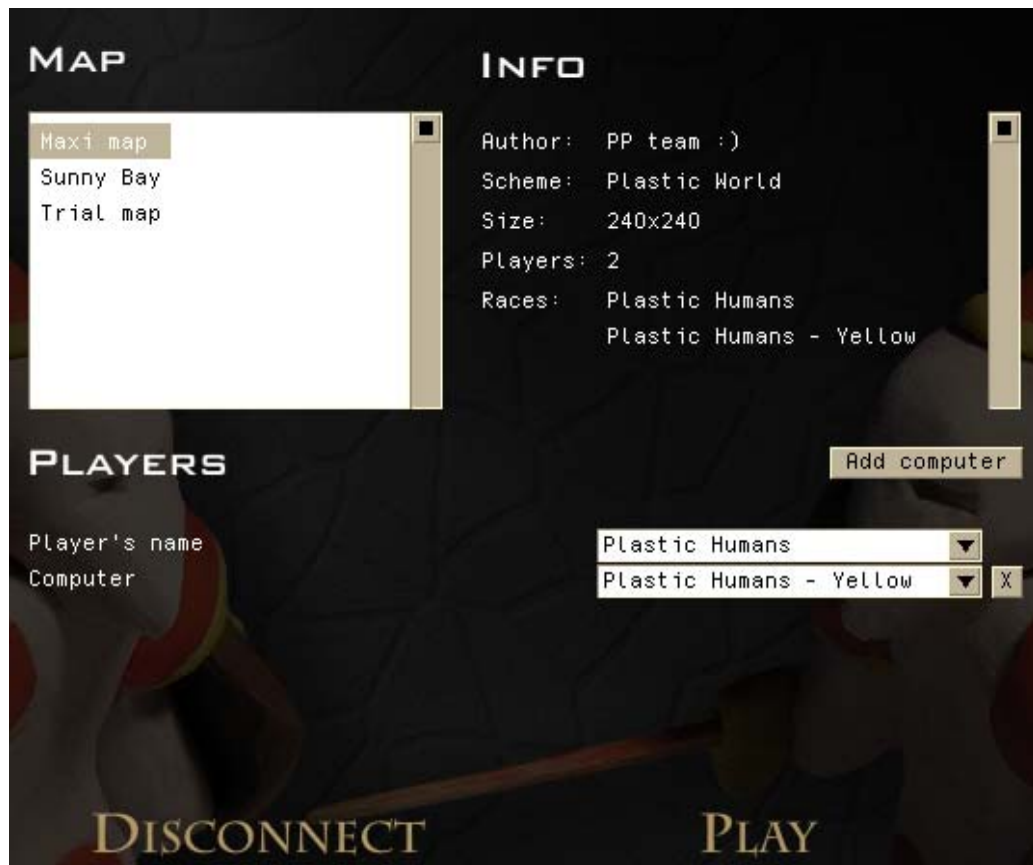 MAP
Maxi map
Sunny Bay
Trial map
INFO
Author: PP team :)
Scheme: Plastic World
Size: 240x240
Players: 2
Races: Plastic Humans
Plastic Humans - Yellow
PLAYERS
Add computer
Player's name Plastic Humans
Computer Plastic Humans - Yellow X
DISCONNECT PLAY